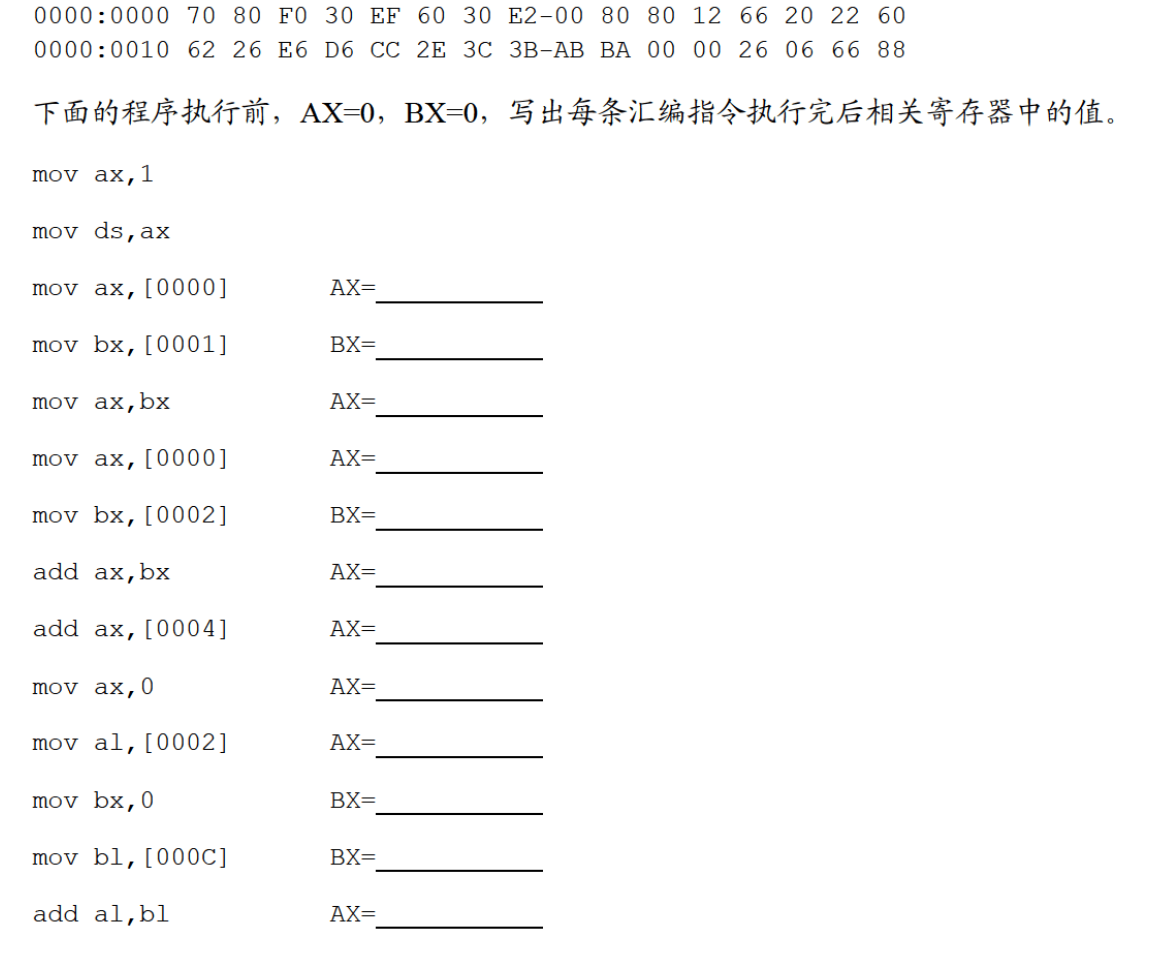 0000:0000 70 80 F0 30 EF 60 30 E2-00 80 80 12 66 20 22 60
0000:0010 62 26 E6 D6 CC 2E 3C 3B-AB BA 00 00 26 06 66 88
下面的程序执行前，AX=0，BX=0，写出每条汇编指令执行完后相关寄存器中的值。
mov ax,1
mov ds,ax
mov ax,[0000] AX=
mov bx,[0001] BX=
mov ax,bx AX=
mov ax,[0000] AX=
mov bx,[0002] BX=
add ax,bx AX=
add ax,[0004] AX=
mov ax,0 AX=
mov al,[0002] AX=
mov bx,0 BX=
mov bl,[000C] BX=
add al,bl AX=